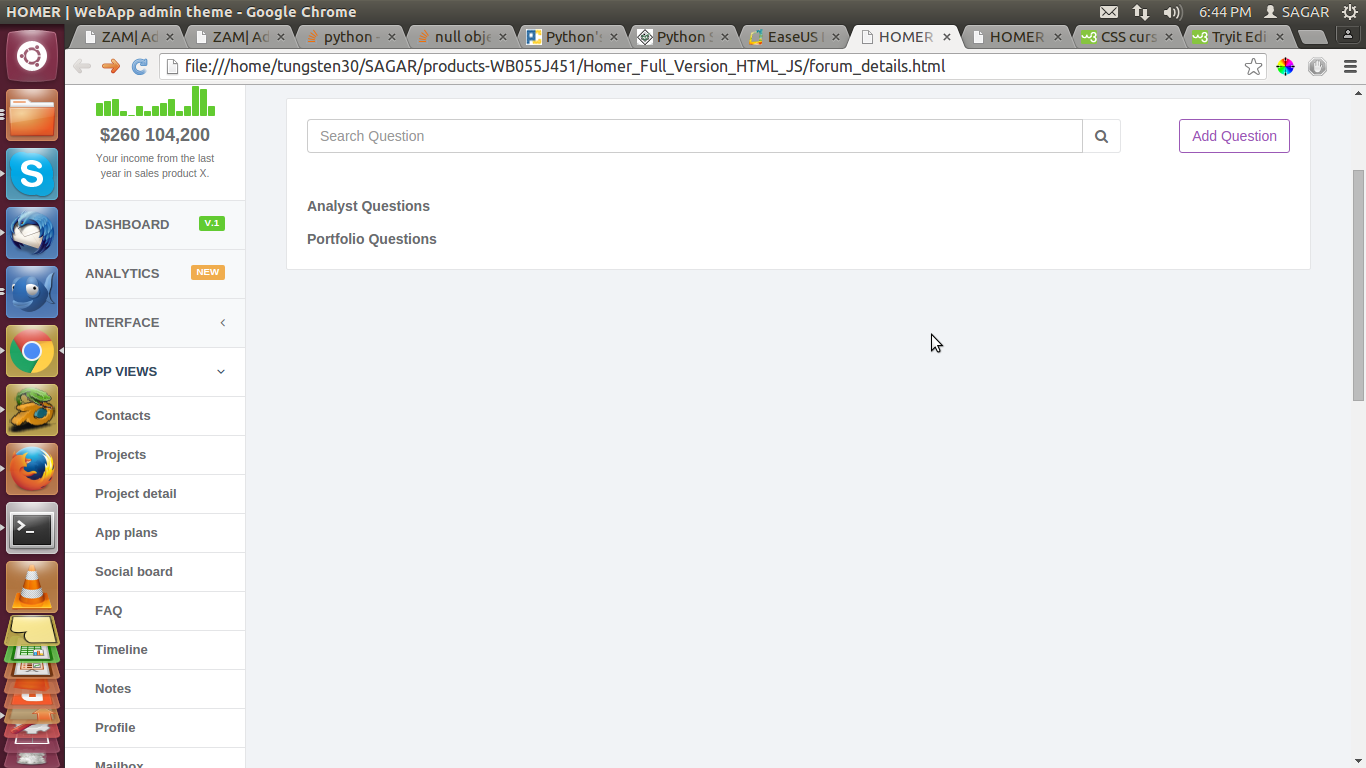 HOMER | WebApp admin theme - Google Chrome
6:44 PM
SAGAR
ZAM| Ad
ZAM| Ad
python -
null obje
Python's
Python S
EaseUS
HOMER
HOMER
CSS curs
Tryit Edi
file:///home/tungsten30/SAGAR/products-WB055J451/Homer_Full_Version_HTML_JS/forum_details.html
$260 104,200
Your income from the last
year in sales product X.
DASHBOARD V.1
ANALYTICS NEW
INTERFACE
APP VIEWS
Contacts
Projects
Project detail
App plans
Social board
FAQ
Timeline
Notes
Profile
Mailbox
Search Question
Add Question
Analyst Questions
Portfolio Questions